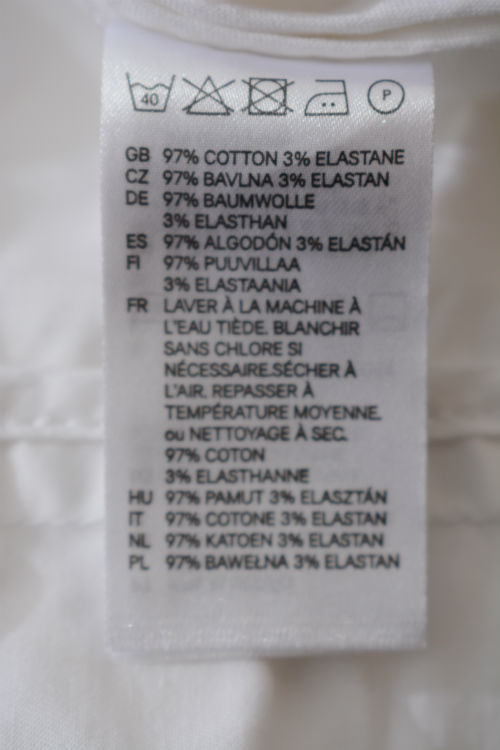 40 P
GB 97% COTTON 3% ELASTANE
CZ 97% BAVLNA 3% ELASTAN
DE 97% BAUMWOLLE
3% ELASTHAN
ES 97% ALGODÓN 3% ELASTÁN
FI 97% PUUVILLAA
3% ELASTAANIA
FR LAVER À LA MACHINE À
L'EAU TIÈDE. BLANCHIR
SANS CHLORE SI
NÉCESSAIRE.SÉCHER À
L'AIR. REPASSER À
TEMPÉRATURE MOYENNE.
ou NETTOYAGE À SEC.
97% COTON
3% ELASTHANNE
HU 97% PAMUT 3% ELASZTÁN
IT 97% COTONE 3% ELASTAN
NL 97% KATOEN 3% ELASTAN
PL 97% BAWEŁNA 3% ELASTAN